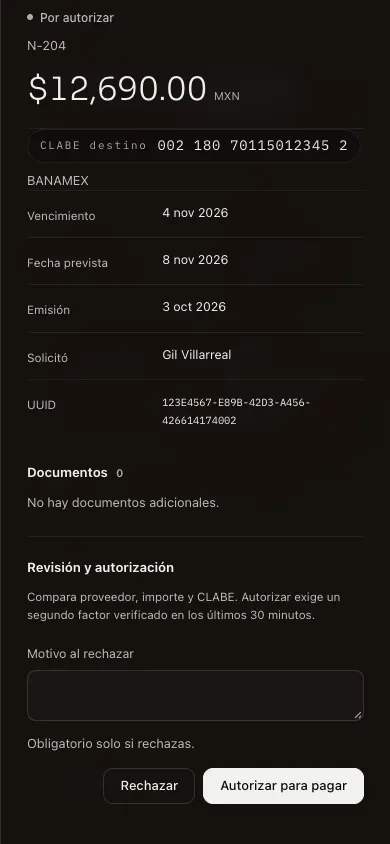 Por autorizar
N-204
$12,690.00 MXN
CLABE destino 002 180 70115012345 2
BANAMEX
Vencimiento 4 nov 2026
Fecha prevista 8 nov 2026
Emisión 3 oct 2026
Solicitó Gil Villarreal
UUID 123E4567-E89B-42D3-A456-
426614174002
Documentos 0
No hay documentos adicionales.
Revisión y autorización
Compara proveedor, importe y CLABE. Autorizar exige un
segundo factor verificado en los últimos 30 minutos.
Motivo al rechazar
Obligatorio solo si rechazas.
Rechazar Autorizar para pagar